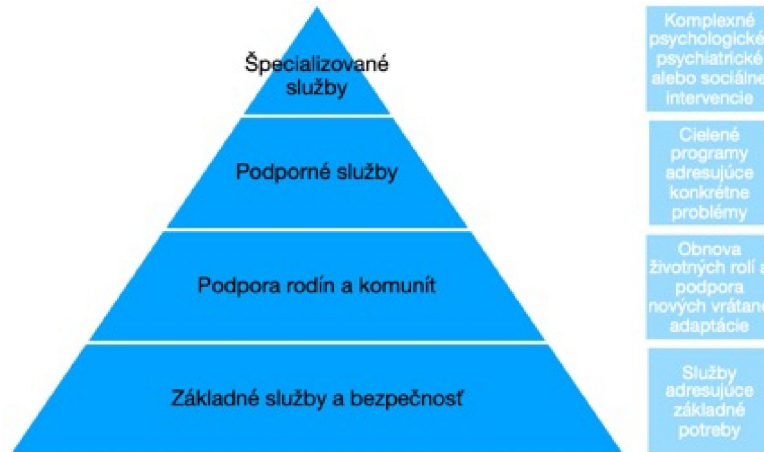 Špecializované
služby
Podporné služby
Podpora rodín a komunít
Základné služby a bezpečnosť
Komplexné
psychologické
psychiatrické
alebo sociálne
intervencie
Cielené
programy
adresujúce
konkrétne
problémy
Obnova
životných rolí a
podpora
nových vrátane
adaptácie
Služby
adresujúce
základné
potreby